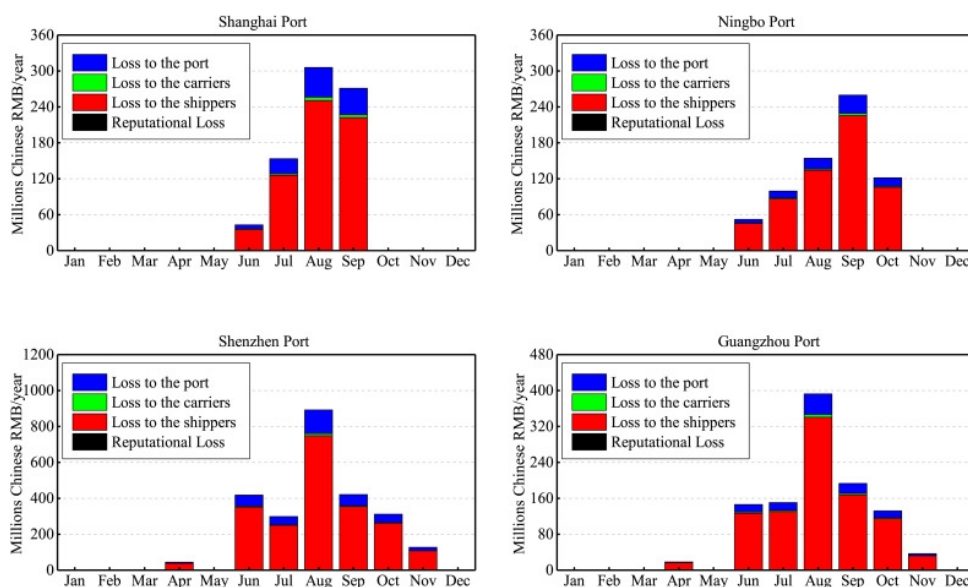 Shanghai Port
Millions Chinese RMB/year
360
300
240
180
120
60
0
Loss to the port
Loss to the carriers
Loss to the shippers
Reputational Loss
Jan Feb Mar Apr May Jun Jul Aug Sep Oct Nov Dec
Ningbo Port
Millions Chinese RMB/year
360
300
240
180
120
60
0
Loss to the port
Loss to the carriers
Loss to the shippers
Reputational Loss
Jan Feb Mar Apr May Jun Jul Aug Sep Oct Nov Dec
Shenzhen Port
Millions Chinese RMB/year
1200
1000
800
600
400
200
0
Loss to the port
Loss to the carriers
Loss to the shippers
Reputational Loss
Jan Feb Mar Apr May Jun Jul Aug Sep Oct Nov Dec
Guangzhou Port
Millions Chinese RMB/year
480
400
320
240
160
80
0
Loss to the port
Loss to the carriers
Loss to the shippers
Reputational Loss
Jan Feb Mar Apr May Jun Jul Aug Sep Oct Nov Dec